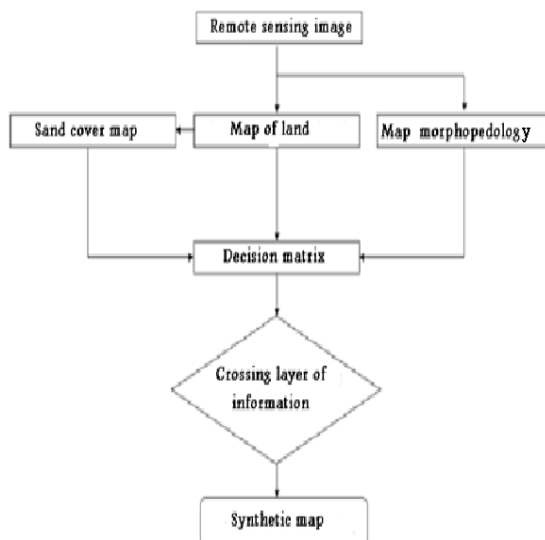 Remote sensing image
Sand cover map
Map of land
Map morphopedology
Decision matrix
Crossing layer of
information
Synthetic map